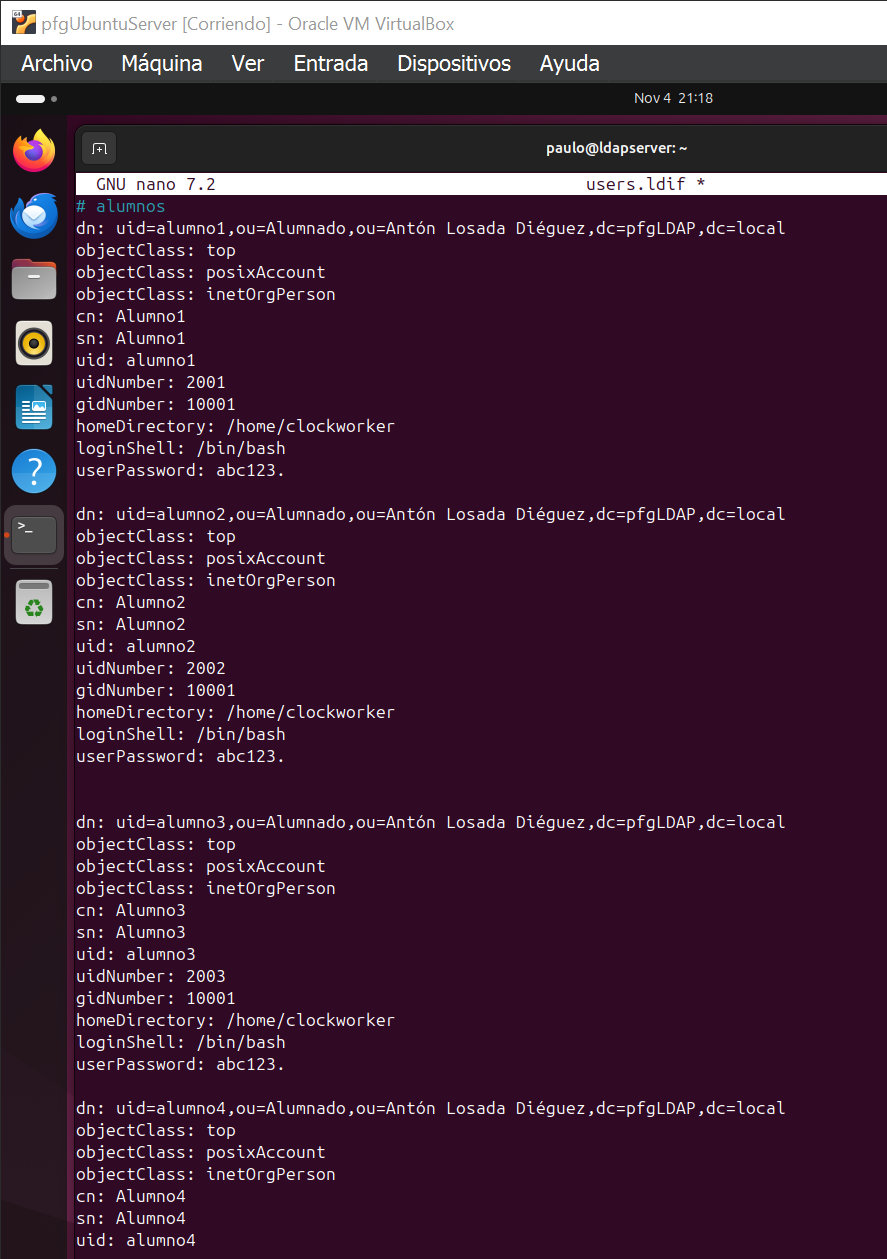 pfgUbuntuServer [Corriendo] - Oracle VM VirtualBox
Archivo Máquina Ver Entrada Dispositivos Ayuda
Nov 4 21:18
paulo@ldapserver: ~
GNU nano 7.2 users.ldif *
# alumnos
dn: uid=alumno1,ou=Alumnado,ou=Antón Losada Diéguez,dc=pfgLDAP,dc=local
objectClass: top
objectClass: posixAccount
objectClass: inetOrgPerson
cn: Alumno1
sn: Alumno1
uid: alumno1
uidNumber: 2001
gidNumber: 10001
homeDirectory: /home/clockworker
loginShell: /bin/bash
userPassword: abc123.
dn: uid=alumno2,ou=Alumnado,ou=Antón Losada Diéguez,dc=pfgLDAP,dc=local
objectClass: top
objectClass: posixAccount
objectClass: inetOrgPerson
cn: Alumno2
sn: Alumno2
uid: alumno2
uidNumber: 2002
gidNumber: 10001
homeDirectory: /home/clockworker
loginShell: /bin/bash
userPassword: abc123.
dn: uid=alumno3,ou=Alumnado,ou=Antón Losada Diéguez,dc=pfgLDAP,dc=local
objectClass: top
objectClass: posixAccount
objectClass: inetOrgPerson
cn: Alumno3
sn: Alumno3
uid: alumno3
uidNumber: 2003
gidNumber: 10001
homeDirectory: /home/clockworker
loginShell: /bin/bash
userPassword: abc123.
dn: uid=alumno4,ou=Alumnado,ou=Antón Losada Diéguez,dc=pfgLDAP,dc=local
objectClass: top
objectClass: posixAccount
objectClass: inetOrgPerson
cn: Alumno4
sn: Alumno4
uid: alumno4